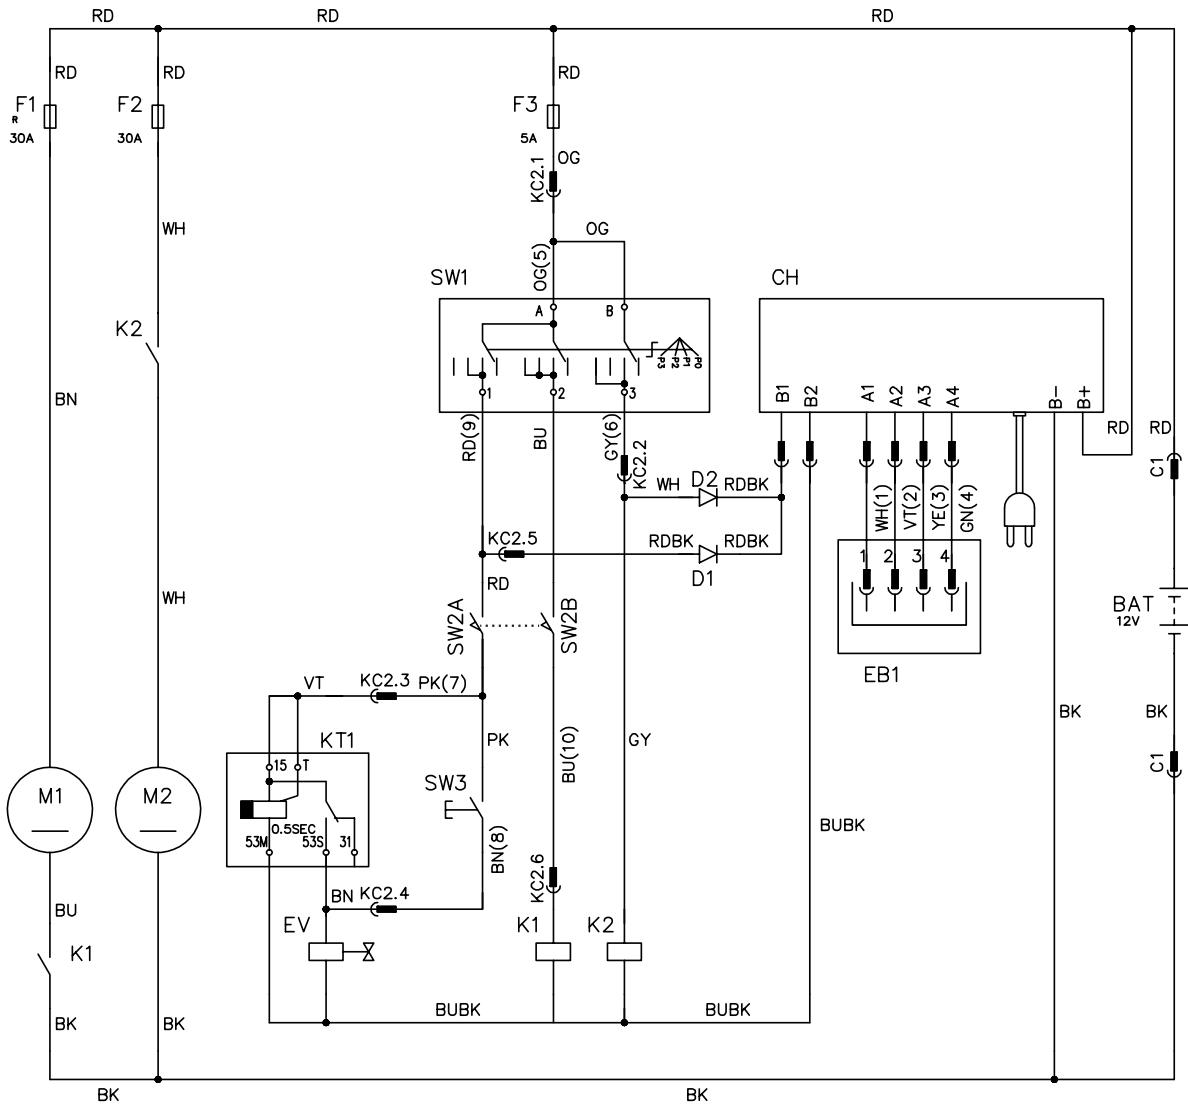 RD RD RD
RD RD RD
F1 F2 F3
R
30A 30A 5A
OG
KC2.1
WH OG
OG(5)
SW1 CH
A B
K2
P3 P2 P1 P0
1 2 3
B1 B2 A1 A2 A3 A4 B- B+
BN
RD(9) BU GY(6) KC2.2 RD RD
C1
WH D2 RDBK
WH(1) VT(2) YE(3) GN(4)
KC2.5 RDBK RDBK
D1
1 2 3 4
RD
WH
SW2A SW2B
BAT
12V
EB1
VT KC2.3 PK(7)
BK BK
KT1 PK BU(10) GY
15 T
C1
SW3
M1 M2
0.5SEC
53M 53S 31
BN(8)
BUBK
KC2.6
BN KC2.4
BU
EV K1 K2
K1
BUBK BUBK
BK BK
BK BK